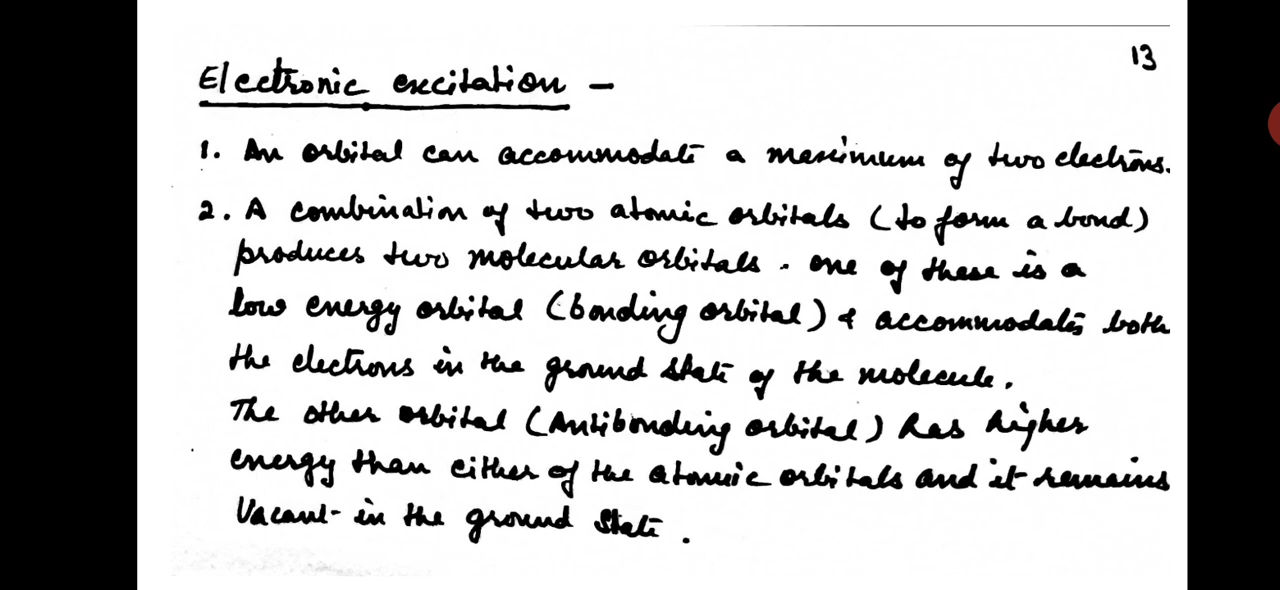 13
Electronic excitation -
1. An orbital can accommodate a maximum of two electrons.
2. A combination of two atomic orbitals (to form a bond)
produces two molecular orbitals. One of these is a
low energy orbital (bonding orbital) & accommodates both
the electrons in the ground state of the molecule.
The other orbital (Antibonding orbital) has higher
energy than either of the atomic orbitals and it remains
Vacant in the ground state.